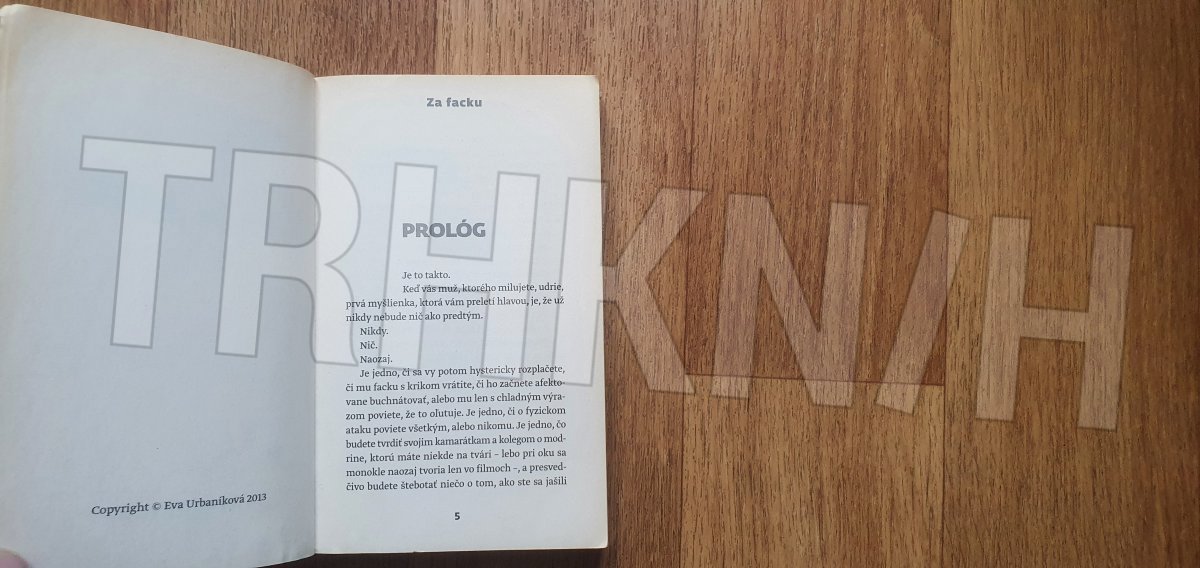 Copyright © Eva Urbaníková 2013
Za facku
PROLÓG
Je to takto.
Keď vás muž, ktorého milujete, udrie,
prvá myšlienka, ktorá vám preletí hlavou, je, že už
nikdy nebude nič ako predtým.
Nikdy.
Nič.
Naozaj.
Je jedno, či sa vy potom hystericky rozplačete,
či mu facku s krikom vrátite, či ho začnete afekto-
vane buchnátovať, alebo mu len s chladným výra-
zom poviete, že to oľutuje. Je jedno, či o fyzickom
ataku poviete všetkým, alebo nikomu. Je jedno, čo
budete tvrdiť svojim kamarátkam a kolegom o mod-
rine, ktorú máte niekde na tvári – lebo pri oku sa
monokle naozaj tvoria len vo filmoch –, a presved-
čivo budete štebotať niečo o tom, ako ste sa jašili
5
TRHKNIH